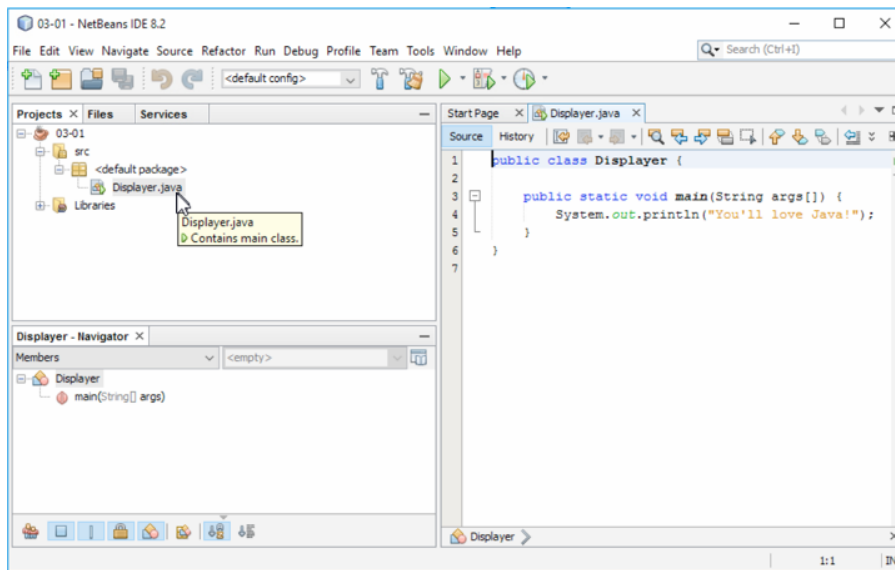 03-01 - NetBeans IDE 8.2
File Edit View Navigate Source Refactor Run Debug Profile Team Tools Window Help
Search (Ctrl+I)
<default config>
Projects Files Services
03-01
src
<default package>
Displayer.java
Libraries
Displayer.java
Contains main class.
Displayer - Navigator
Members <empty>
Displayer
main(String[] args)
Start Page Displayer.java
Source History
1 public class Displayer {
2
3 public static void main(String args[]) {
4 System.out.println("You'll love Java!");
5 }
6 }
7
Displayer
1:1